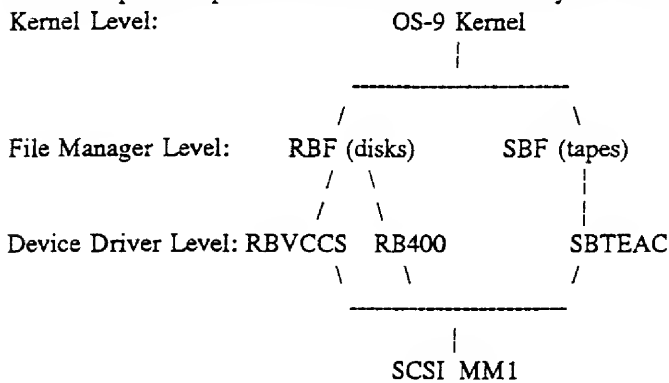 Kernel Level: OS-9 Kernel
File Manager Level: RBF (disks) SBF (tapes)
Device Driver Level: RBVCCS RB400 SBTEAC
SCSI MM1